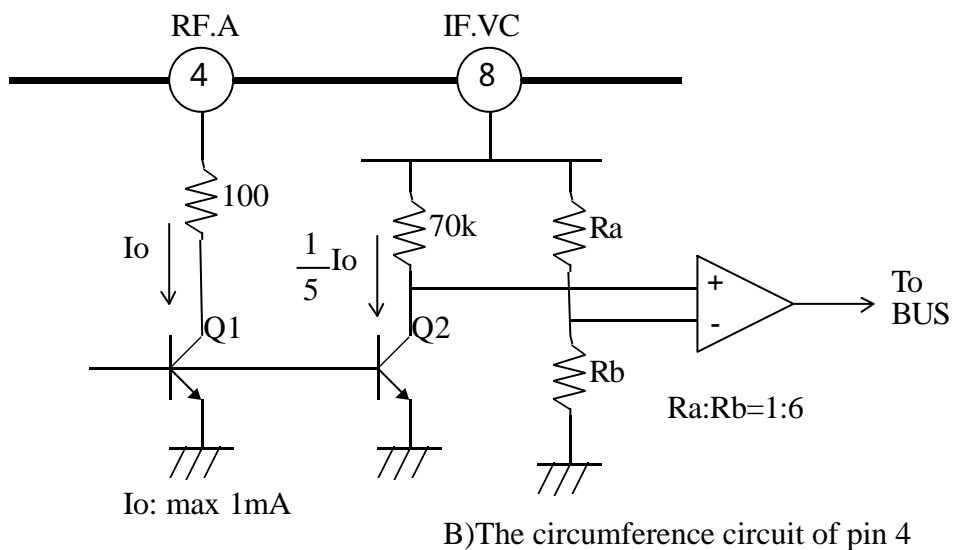 RF.A IF.VC
4 8
100 70k Ra
Io 1/5 Io
+ To
- BUS
Q1 Q2
Rb
Ra:Rb=1:6
Io: max 1mA
B)The circumference circuit of pin 4